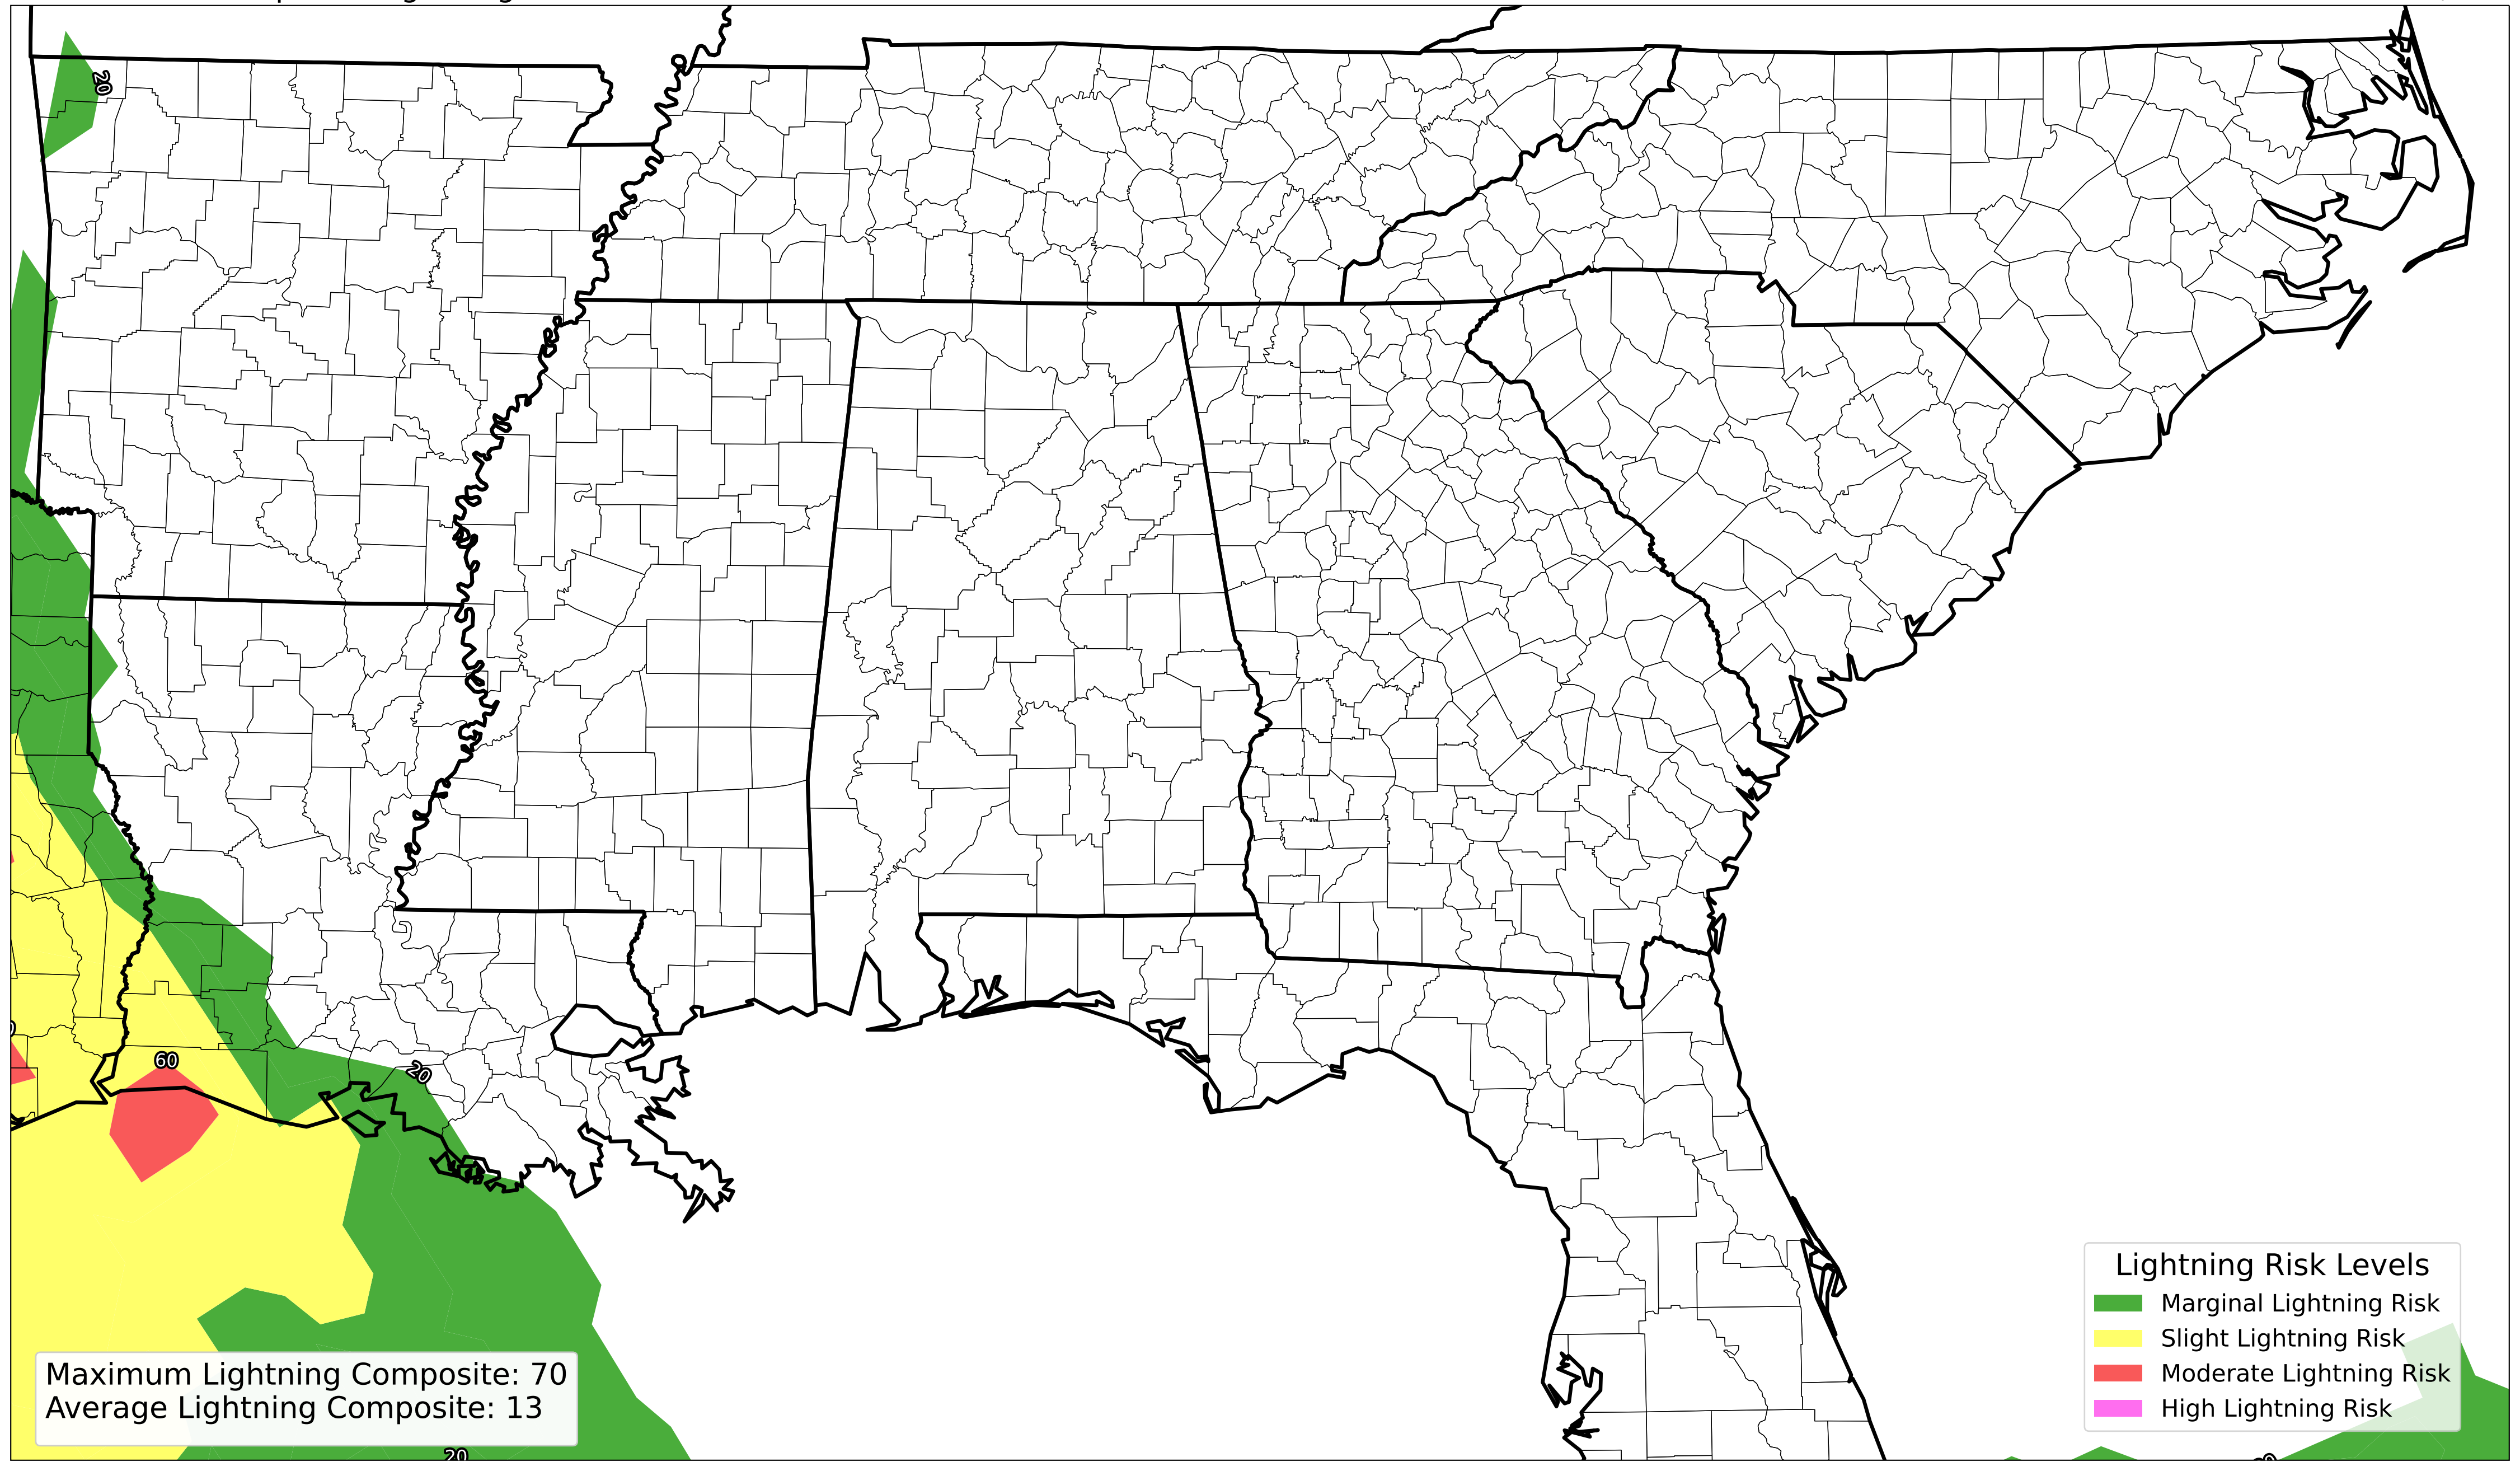 20
60
20
Lightning Risk Levels
Marginal Lightning Risk
Slight Lightning Risk
Moderate Lightning Risk
High Lightning Risk
Maximum Lightning Composite: 70
Average Lightning Composite: 13
20